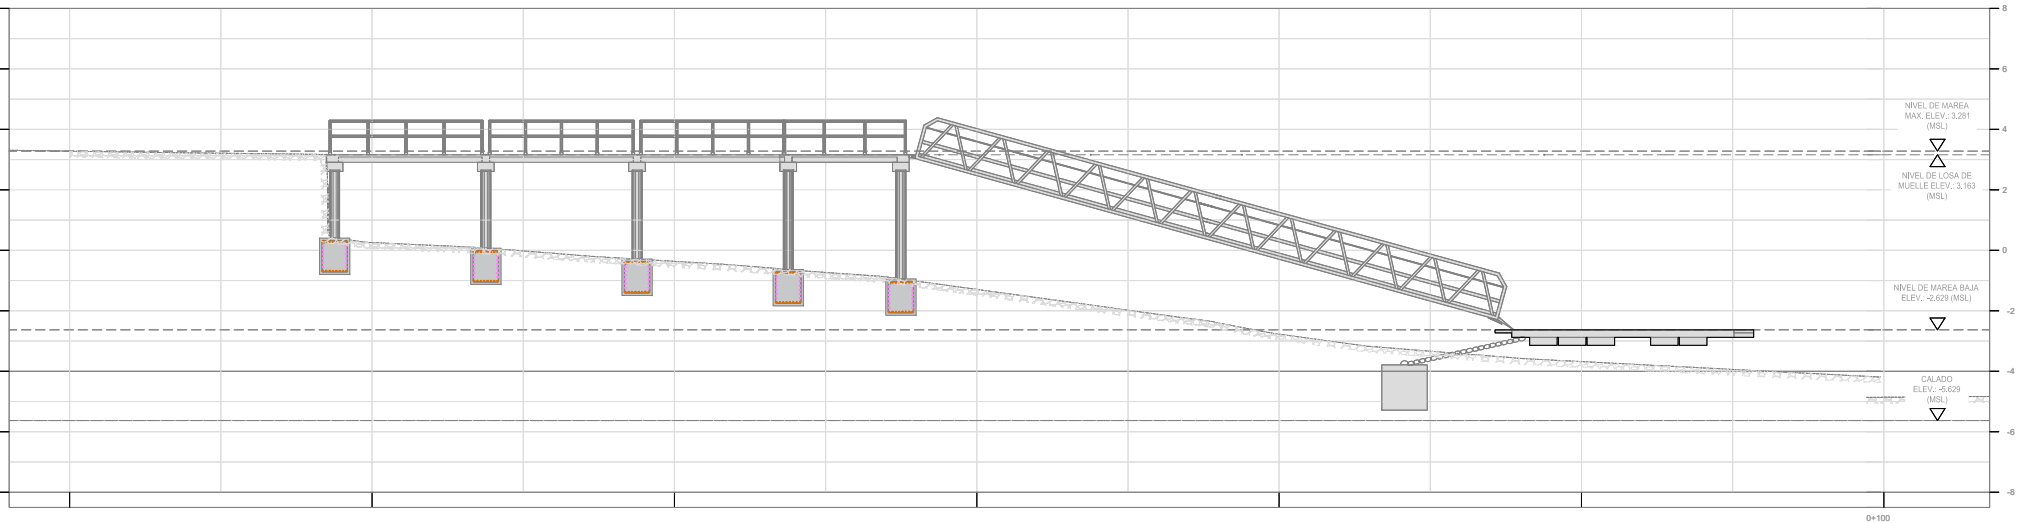 8
6
NIVEL DE MAREA
MAX. ELEV.: 3,281
(MSL)
4
NIVEL DE LOSA DE
MUELLE ELEV.: 3,163
(MSL)
2
0
NIVEL DE MAREA BAJA
ELEV.: -2.629 (MSL)
-2
-4
CALADO
ELEV.: -5.629
(MSL)
-6
-8
0+100